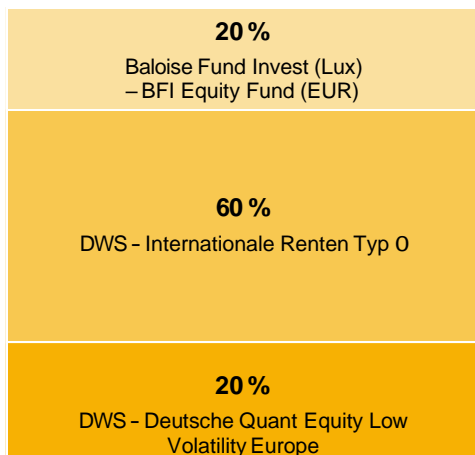 20 %
Baloise Fund Invest (Lux)
– BFI Equity Fund (EUR)
60 %
DWS – Internationale Renten Typ O
20 %
DWS – Deutsche Quant Equity Low
Volatility Europe